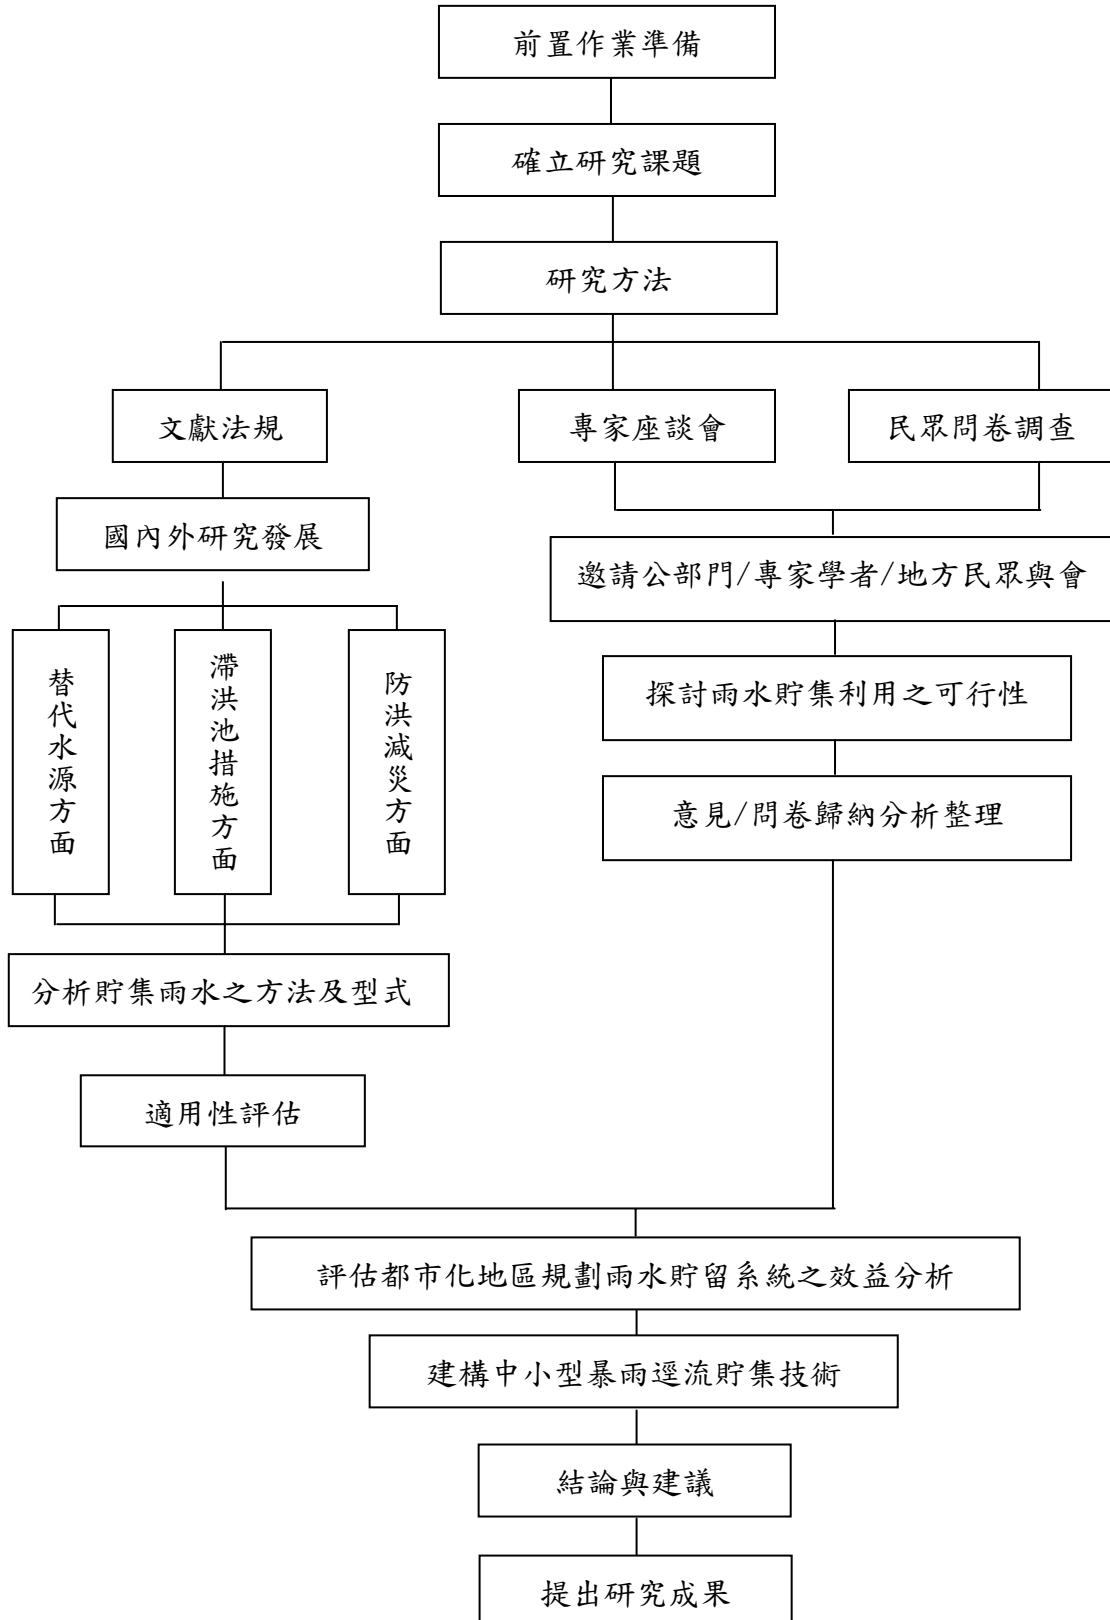 前置作業準備
確立研究課題
研究方法
文獻法規
專家座談會
民眾問卷調查
國內外研究發展
邀請公部門/專家學者/地方民眾與會
替代水源方面
滯洪池措施方面
防洪減災方面
探討雨水貯集利用之可行性
意見/問卷歸納分析整理
分析貯集雨水之方法及型式
適用性評估
評估都市化地區規劃雨水貯留系統之效益分析
建構中小型暴雨逕流貯集技術
結論與建議
提出研究成果